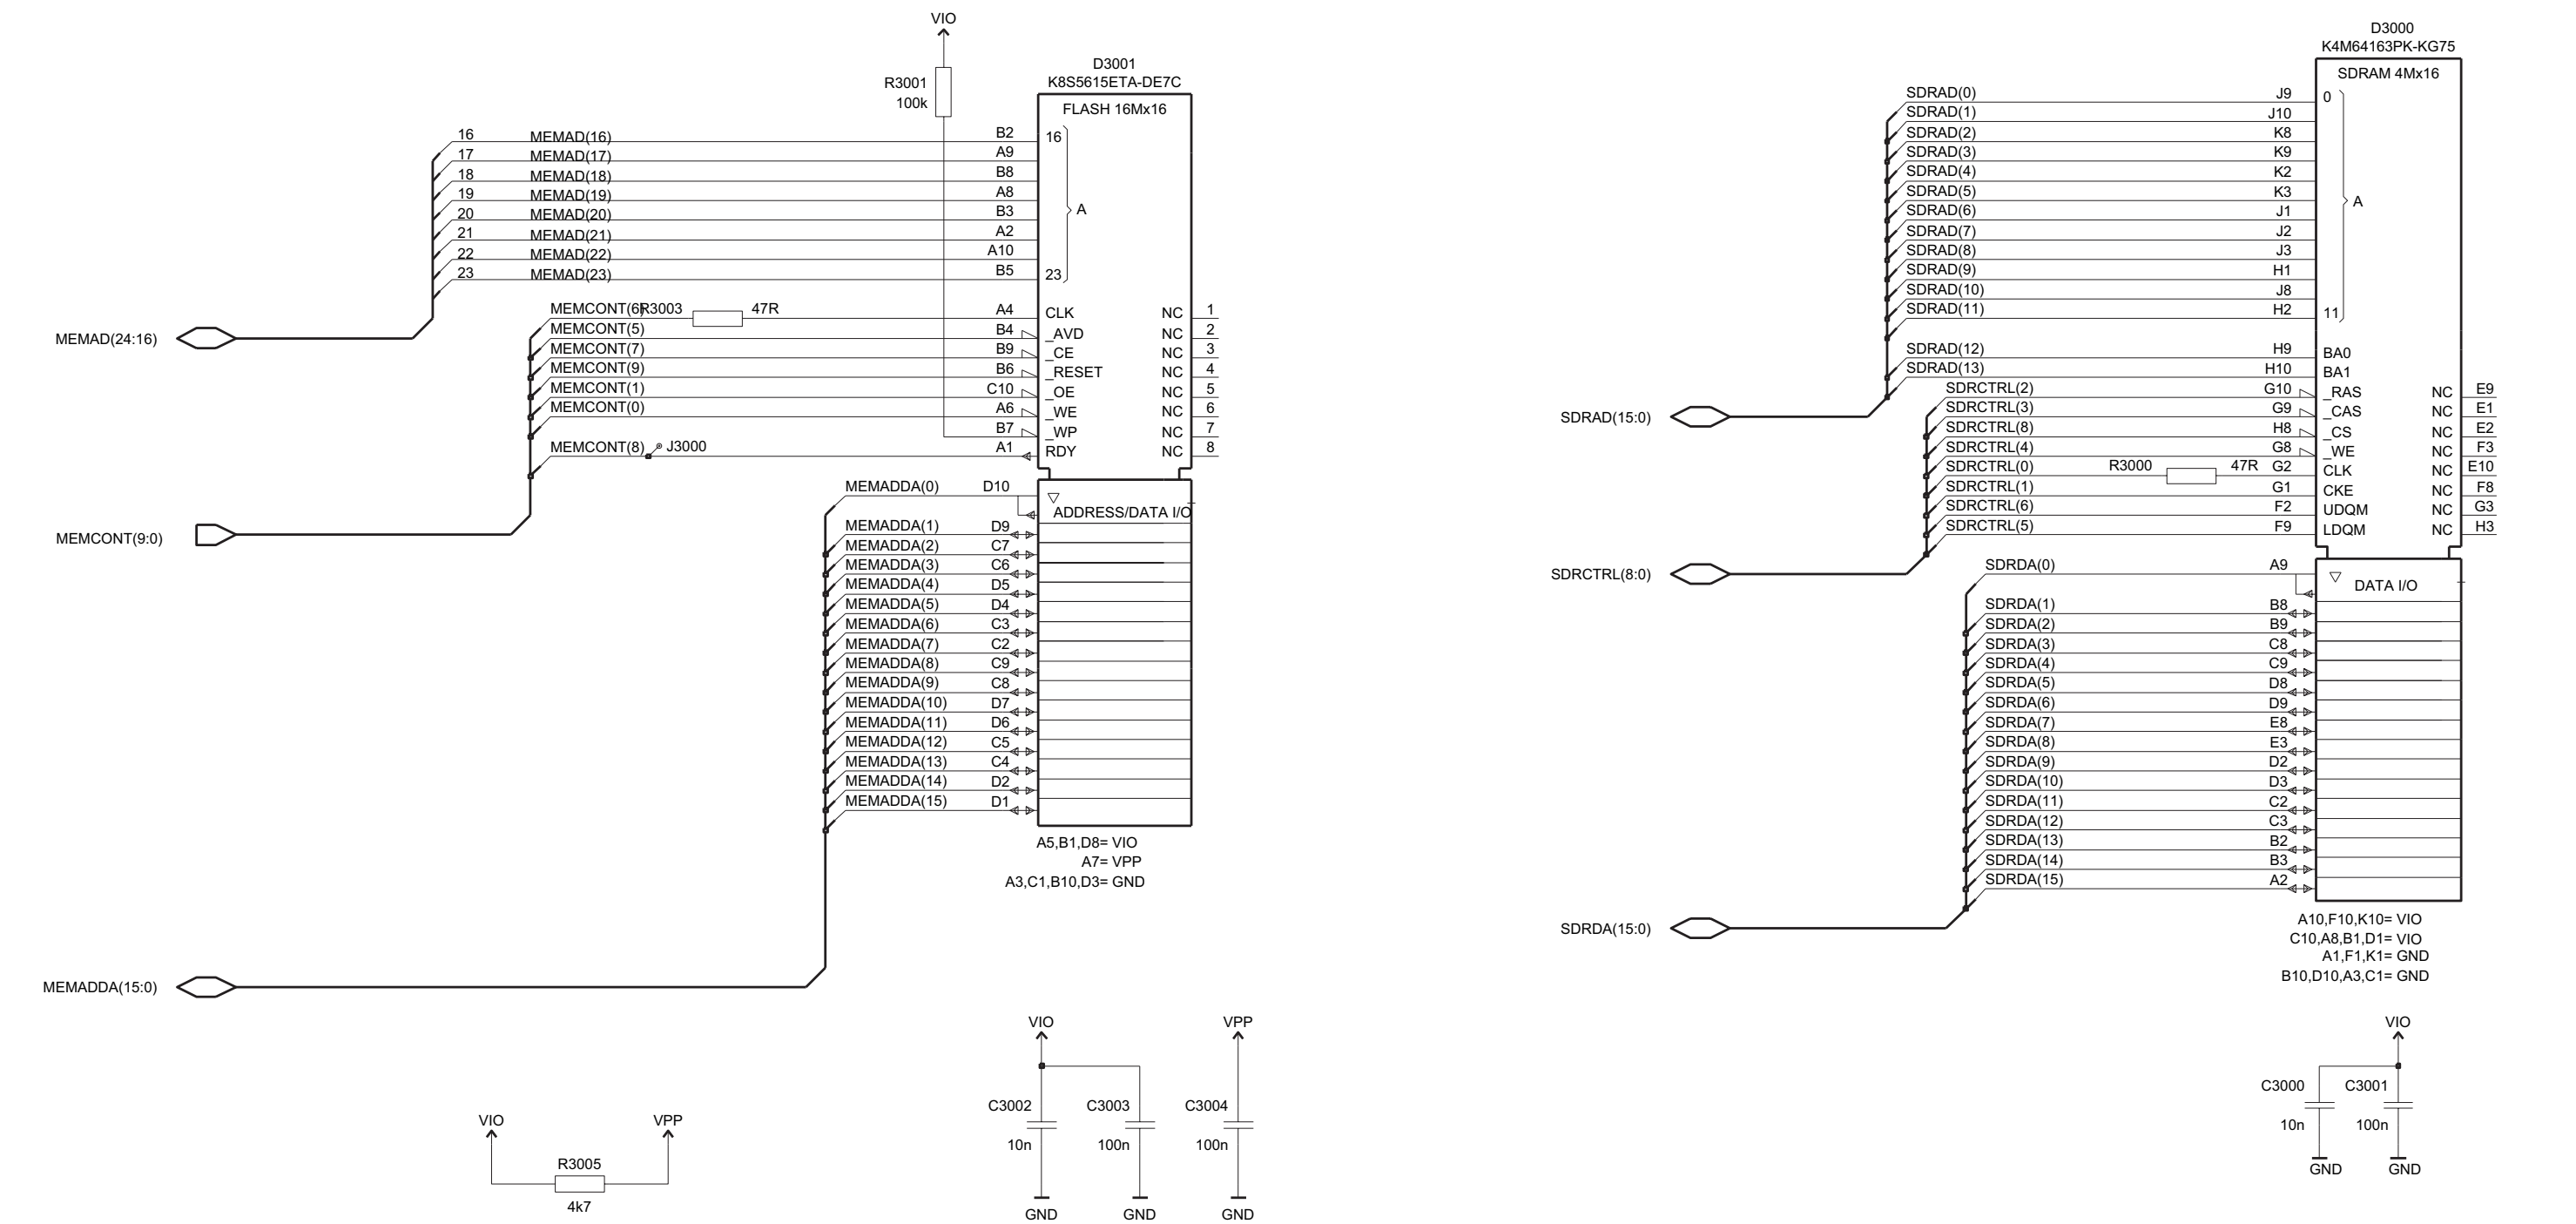 VIO
R3001
100k
D3001
K8S5615ETA-DE7C
FLASH 16Mx16
16 MEMAD(16) B2 16
17 MEMAD(17) A9
18 MEMAD(18) B8
19 MEMAD(19) A8
20 MEMAD(20) B3 A
21 MEMAD(21) A2
22 MEMAD(22) A10
23 MEMAD(23) B5 23
MEMAD(24:16)
MEMCONT(6) R3003 47R A4 CLK NC 1
MEMCONT(5) B4 _AVD NC 2
MEMCONT(7) B9 _CE NC 3
MEMCONT(9) B6 _RESET NC 4
MEMCONT(1) C10 _OE NC 5
MEMCONT(0) A6 _WE NC 6
B7 _WP NC 7
MEMCONT(8) J3000 A1 RDY NC 8
MEMCONT(9:0)
MEMADDA(0) D10
ADDRESS/DATA I/O
MEMADDA(1) D9
MEMADDA(2) C7
MEMADDA(3) C6
MEMADDA(4) D5
MEMADDA(5) D4
MEMADDA(6) C3
MEMADDA(7) C2
MEMADDA(8) C9
MEMADDA(9) C8
MEMADDA(10) D7
MEMADDA(11) D6
MEMADDA(12) C5
MEMADDA(13) C4
MEMADDA(14) D2
MEMADDA(15) D1
A5,B1,D8= VIO
A7= VPP
A3,C1,B10,D3= GND
MEMADDA(15:0)
VIO VPP
C3002 C3003 C3004
10n 100n 100n
GND GND GND
VIO VPP
R3005
4k7
D3000
K4M64163PK-KG75
SDRAM 4Mx16
SDRAD(0) J9 0
SDRAD(1) J10
SDRAD(2) K8
SDRAD(3) K9
SDRAD(4) K2
SDRAD(5) K3 A
SDRAD(6) J1
SDRAD(7) J2
SDRAD(8) J3
SDRAD(9) H1
SDRAD(10) J8
SDRAD(11) H2 11
SDRAD(12) H9 BA0
SDRAD(13) H10 BA1
SDRAD(15:0)
SDRCTRL(2) G10 _RAS NC E9
SDRCTRL(3) G9 _CAS NC E1
SDRCTRL(8) H8 _CS NC E2
SDRCTRL(4) G8 _WE NC F3
SDRCTRL(0) R3000 47R G2 CLK NC E10
SDRCTRL(1) G1 CKE NC F8
SDRCTRL(6) F2 UDQM NC G3
SDRCTRL(5) F9 LDQM NC H3
SDRCTRL(8:0)
SDRDA(0) A9
DATA I/O
SDRDA(1) B8
SDRDA(2) B9
SDRDA(3) C8
SDRDA(4) C9
SDRDA(5) D8
SDRDA(6) D9
SDRDA(7) E8
SDRDA(8) E3
SDRDA(9) D2
SDRDA(10) D3
SDRDA(11) C2
SDRDA(12) C3
SDRDA(13) B2
SDRDA(14) B3
SDRDA(15) A2
SDRDA(15:0)
A10,F10,K10= VIO
C10,A8,B1,D1= VIO
A1,F1,K1= GND
B10,D10,A3,C1= GND
VIO
C3000 C3001
10n 100n
GND GND